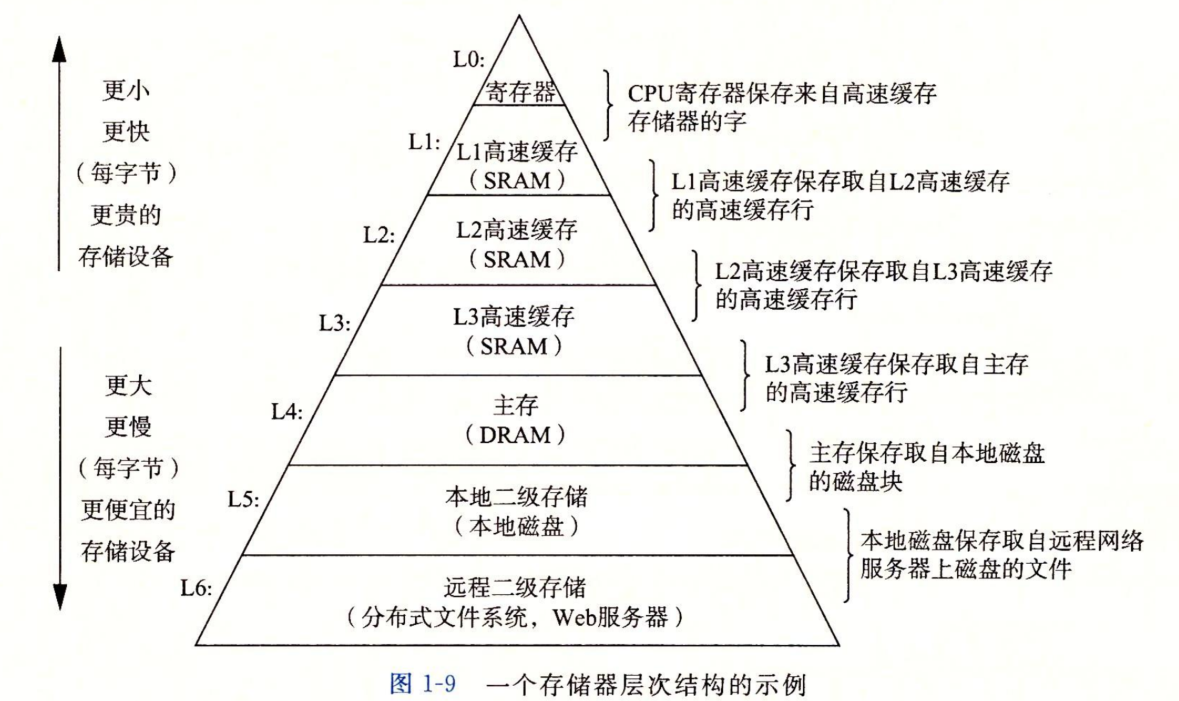 L0:
寄存器
CPU寄存器保存来自高速缓存
存储器的字
更小
更快
（每字节）
更贵的
存储设备
L1:
L1高速缓存
（SRAM）
L1高速缓存保存取自L2高速缓存
的高速缓存行
L2:
L2高速缓存
（SRAM）
L2高速缓存保存取自L3高速缓存
的高速缓存行
L3:
L3高速缓存
（SRAM）
L3高速缓存保存取自主存
的高速缓存行
更大
更慢
（每字节）
更便宜的
存储设备
L4:
主存
（DRAM）
主存保存取自本地磁盘
的磁盘块
L5:
本地二级存储
（本地磁盘）
本地磁盘保存取自远程网络
服务器上磁盘的文件
L6:
远程二级存储
（分布式文件系统，Web服务器）
图 1-9 一个存储器层次结构的示例